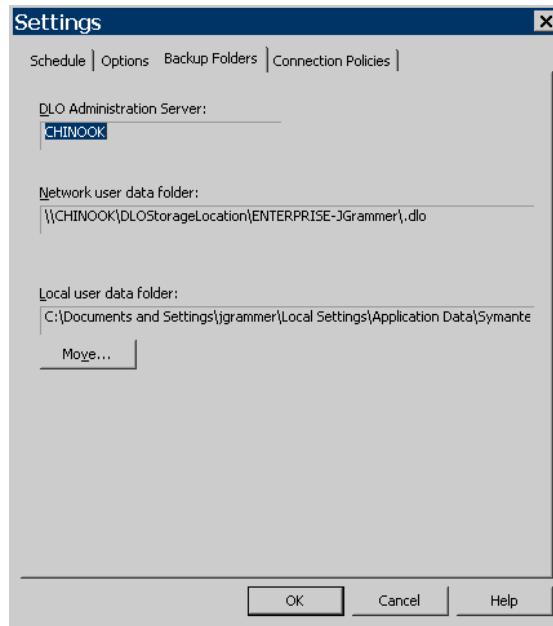 Settings
Schedule Options Backup Folders Connection Policies
DLO Administration Server:
CHINOOK
Network user data folder:
\\CHINOOK\DLOStorageLocation\ENTERPRISE-JGrammer\.dlo
Local user data folder:
C:\Documents and Settings\jgrammer\Local Settings\Application Data\Symante
Move...
OK Cancel Help